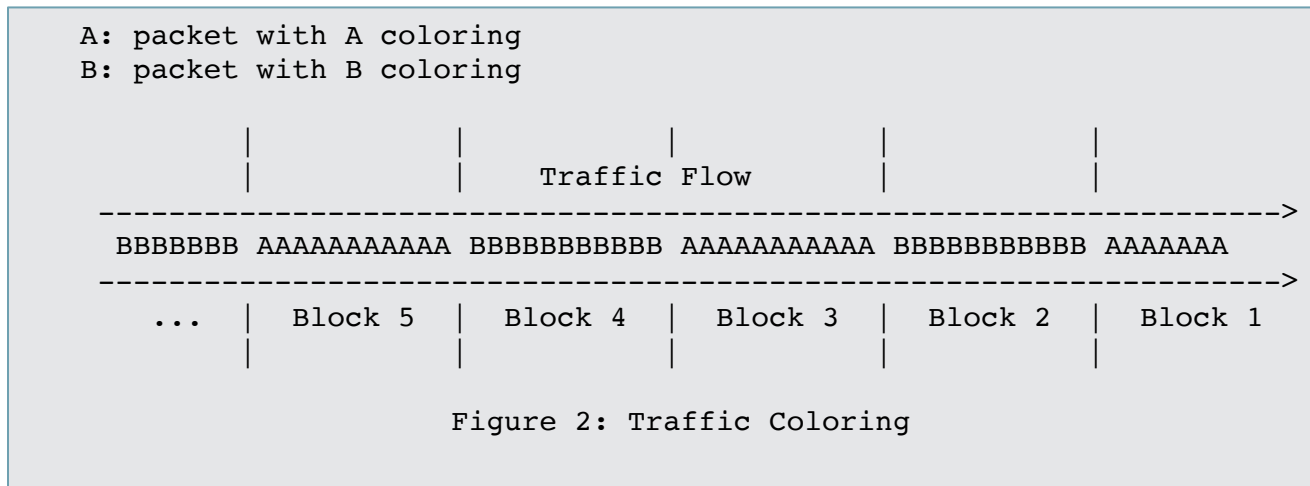 A: packet with A coloring
B: packet with B coloring
| | | | |
| | Traffic Flow | |
------------------------------------------------------------------->
BBBBBBB AAAAAAAAAAA BBBBBBBBBBB AAAAAAAAAAA BBBBBBBBBBB AAAAAAA
------------------------------------------------------------------->
... | Block 5 | Block 4 | Block 3 | Block 2 | Block 1
| | | | |
Figure 2: Traffic Coloring